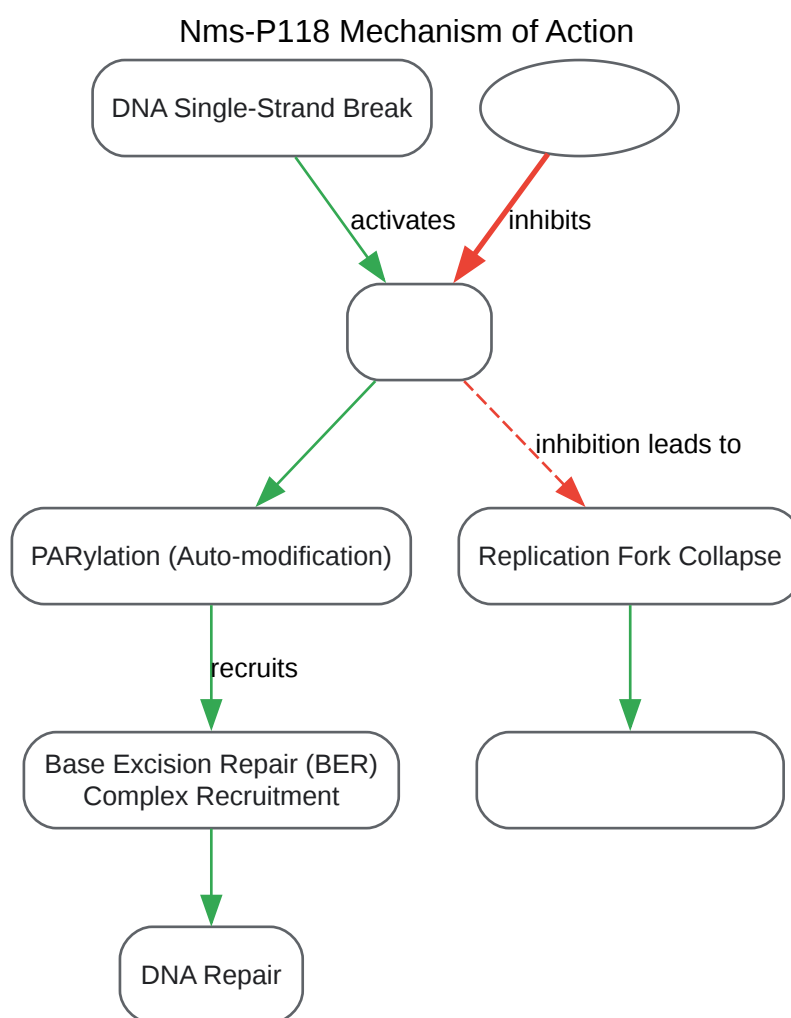 Nms-P118 Mechanism of Action
DNA Single-Strand Break
activates
inhibits
inhibition leads to
PARylation (Auto-modification)
Replication Fork Collapse
recruits
Base Excision Repair (BER)
Complex Recruitment
DNA Repair